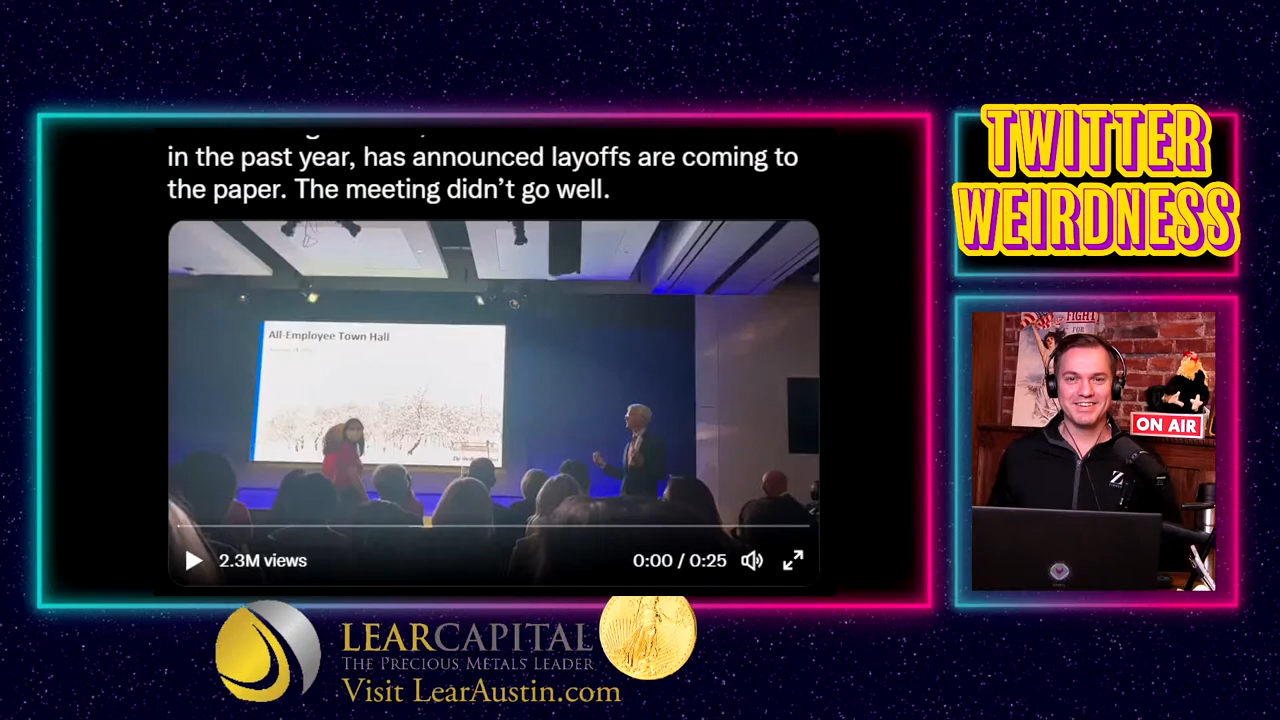 in the past year, has announced layoffs are coming to
the paper. The meeting didn't go well.
All-Employee Town Hall
2.3M views
0:00 / 0:25
TWITTER
WEIRDNESS
FIGHT
FOR
ON AIR
Z
LEARCAPITAL
THE PRECIOUS METALS LEADER
Visit LearAustin.com